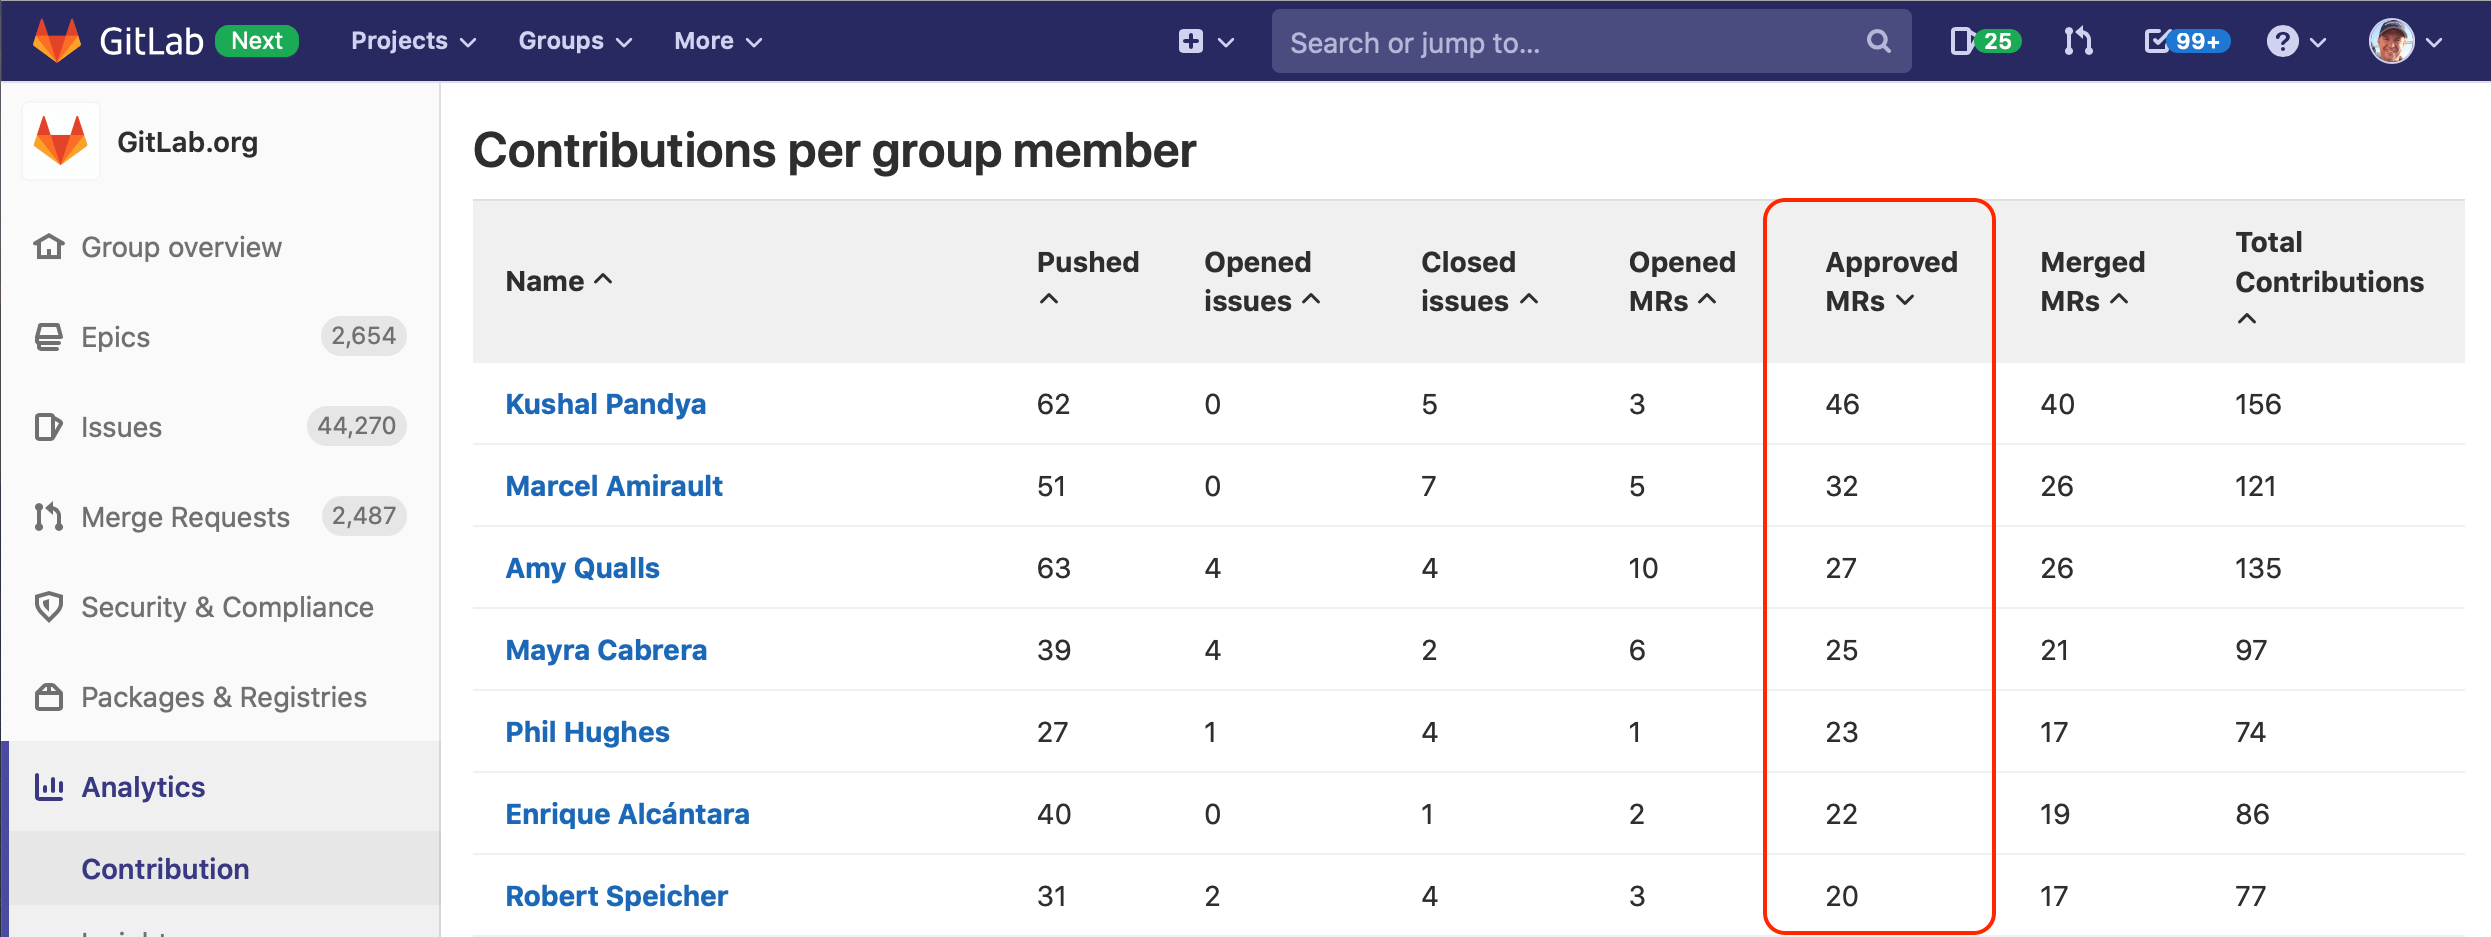 GitLab Next Projects Groups More Search or jump to... 25 99+
GitLab.org
Group overview
Epics 2,654
Issues 44,270
Merge Requests 2,487
Security & Compliance
Packages & Registries
Analytics
Contribution
Contributions per group member
Name Pushed Opened issues Closed issues Opened MRs Approved MRs Merged MRs Total Contributions
Kushal Pandya 62 0 5 3 46 40 156
Marcel Amirault 51 0 7 5 32 26 121
Amy Qualls 63 4 4 10 27 26 135
Mayra Cabrera 39 4 2 6 25 21 97
Phil Hughes 27 1 4 1 23 17 74
Enrique Alcántara 40 0 1 2 22 19 86
Robert Speicher 31 2 4 3 20 17 77